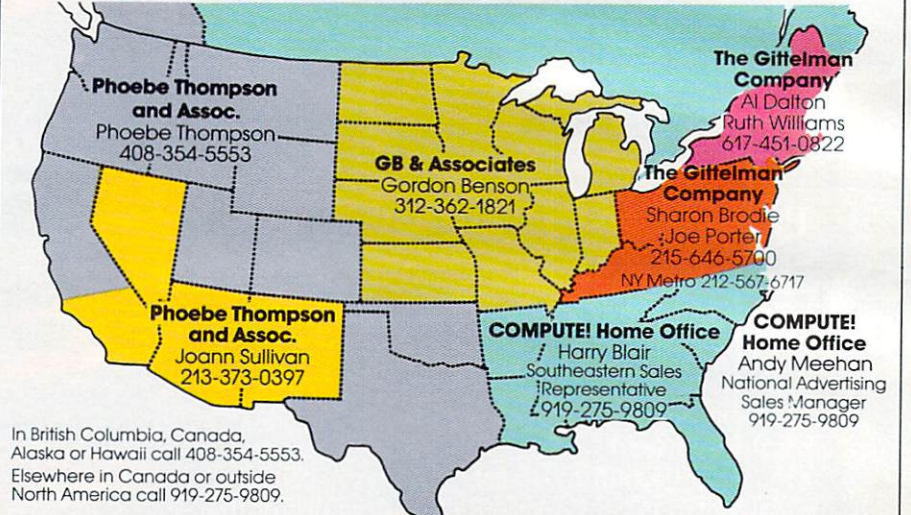 Phoebe Thompson
and Assoc.
Phoebe Thompson
408-354-5553
GB & Associates
Gordon Benson
312-362-1821
The Gittelman
Company
Al Dalton
Ruth Williams
617-451-0822
The Gittelman
Company
Sharon Brodie
Joe Porter
215-646-5700
NY Metro 212-567-6717
Phoebe Thompson
and Assoc.
Joann Sullivan
213-373-0397
COMPUTE! Home Office
Harry Blair
Southeastern Sales
Representative
919-275-9809
COMPUTE!
Home Office
Andy Meehan
National Advertising
Sales Manager
919-275-9809
In British Columbia, Canada,
Alaska or Hawaii call 408-354-5553.
Elsewhere in Canada or outside
North America call 919-275-9809.